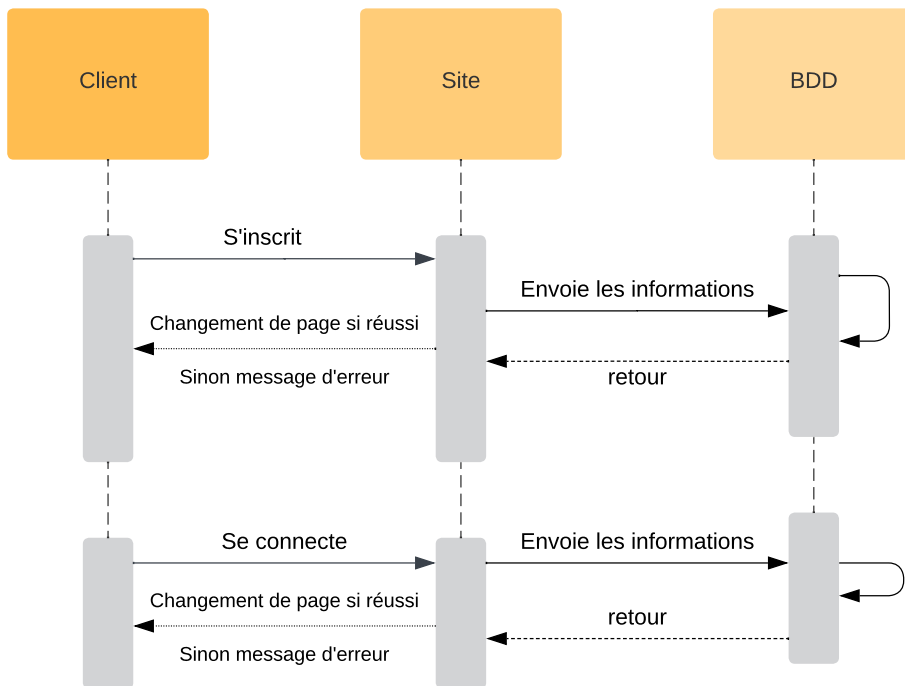 Client
Site
BDD
S'inscrit
Envoie les informations
Changement de page si réussi
Sinon message d'erreur
retour
Se connecte
Envoie les informations
Changement de page si réussi
retour
Sinon message d'erreur